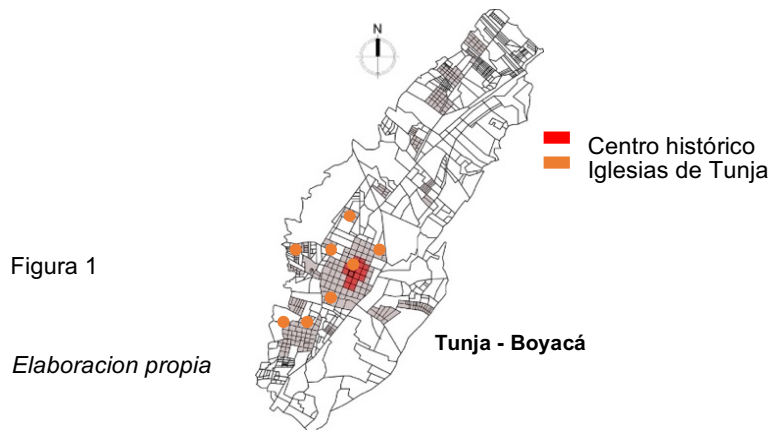 N
Centro histórico
Iglesias de Tunja
Figura 1
Tunja - Boyacá
Elaboracion propia